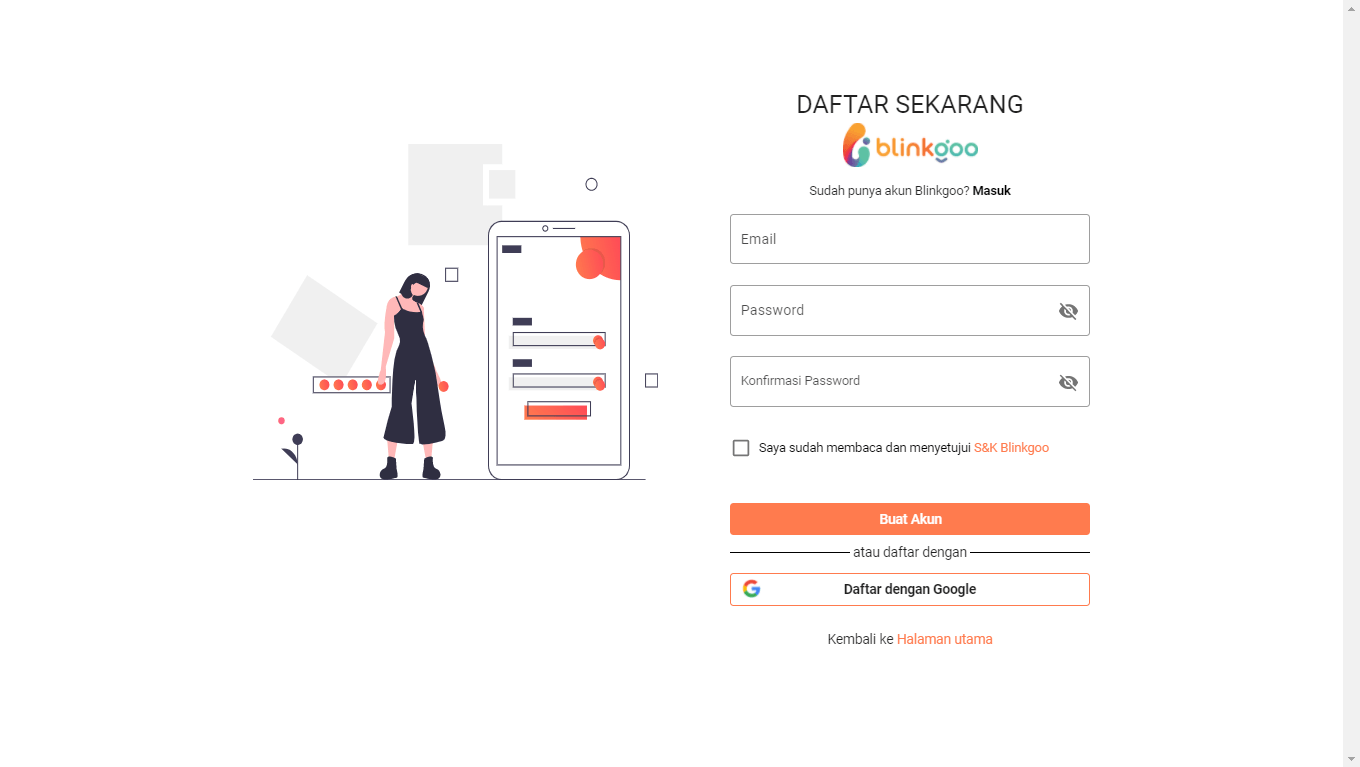 DAFTAR SEKARANG
blinkgoo
Sudah punya akun Blinkgoo? Masuk
Email
Password
Konfirmasi Password
Saya sudah membaca dan menyetujui S&K Blinkgoo
Buat Akun
atau daftar dengan
Daftar dengan Google
Kembali ke Halaman utama